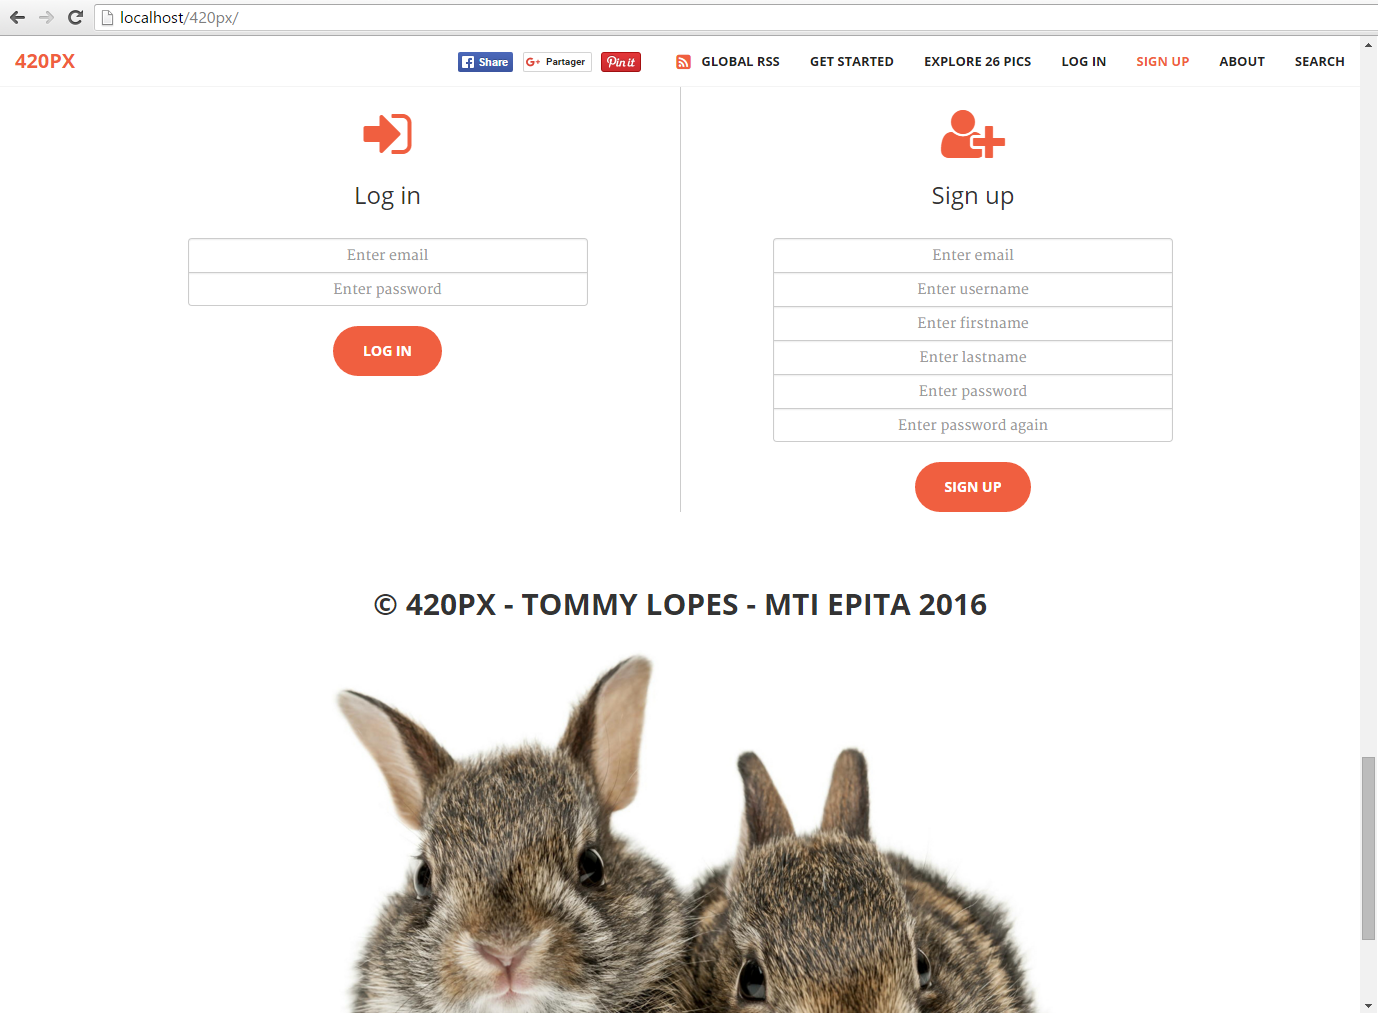 localhost/420px/
420PX
Share
G+ Partager
Pin it
GLOBAL RSS
GET STARTED
EXPLORE 26 PICS
LOG IN
SIGN UP
ABOUT
SEARCH
Log in
Enter email
Enter password
LOG IN
Sign up
Enter email
Enter username
Enter firstname
Enter lastname
Enter password
Enter password again
SIGN UP
© 420PX - TOMMY LOPES - MTI EPITA 2016